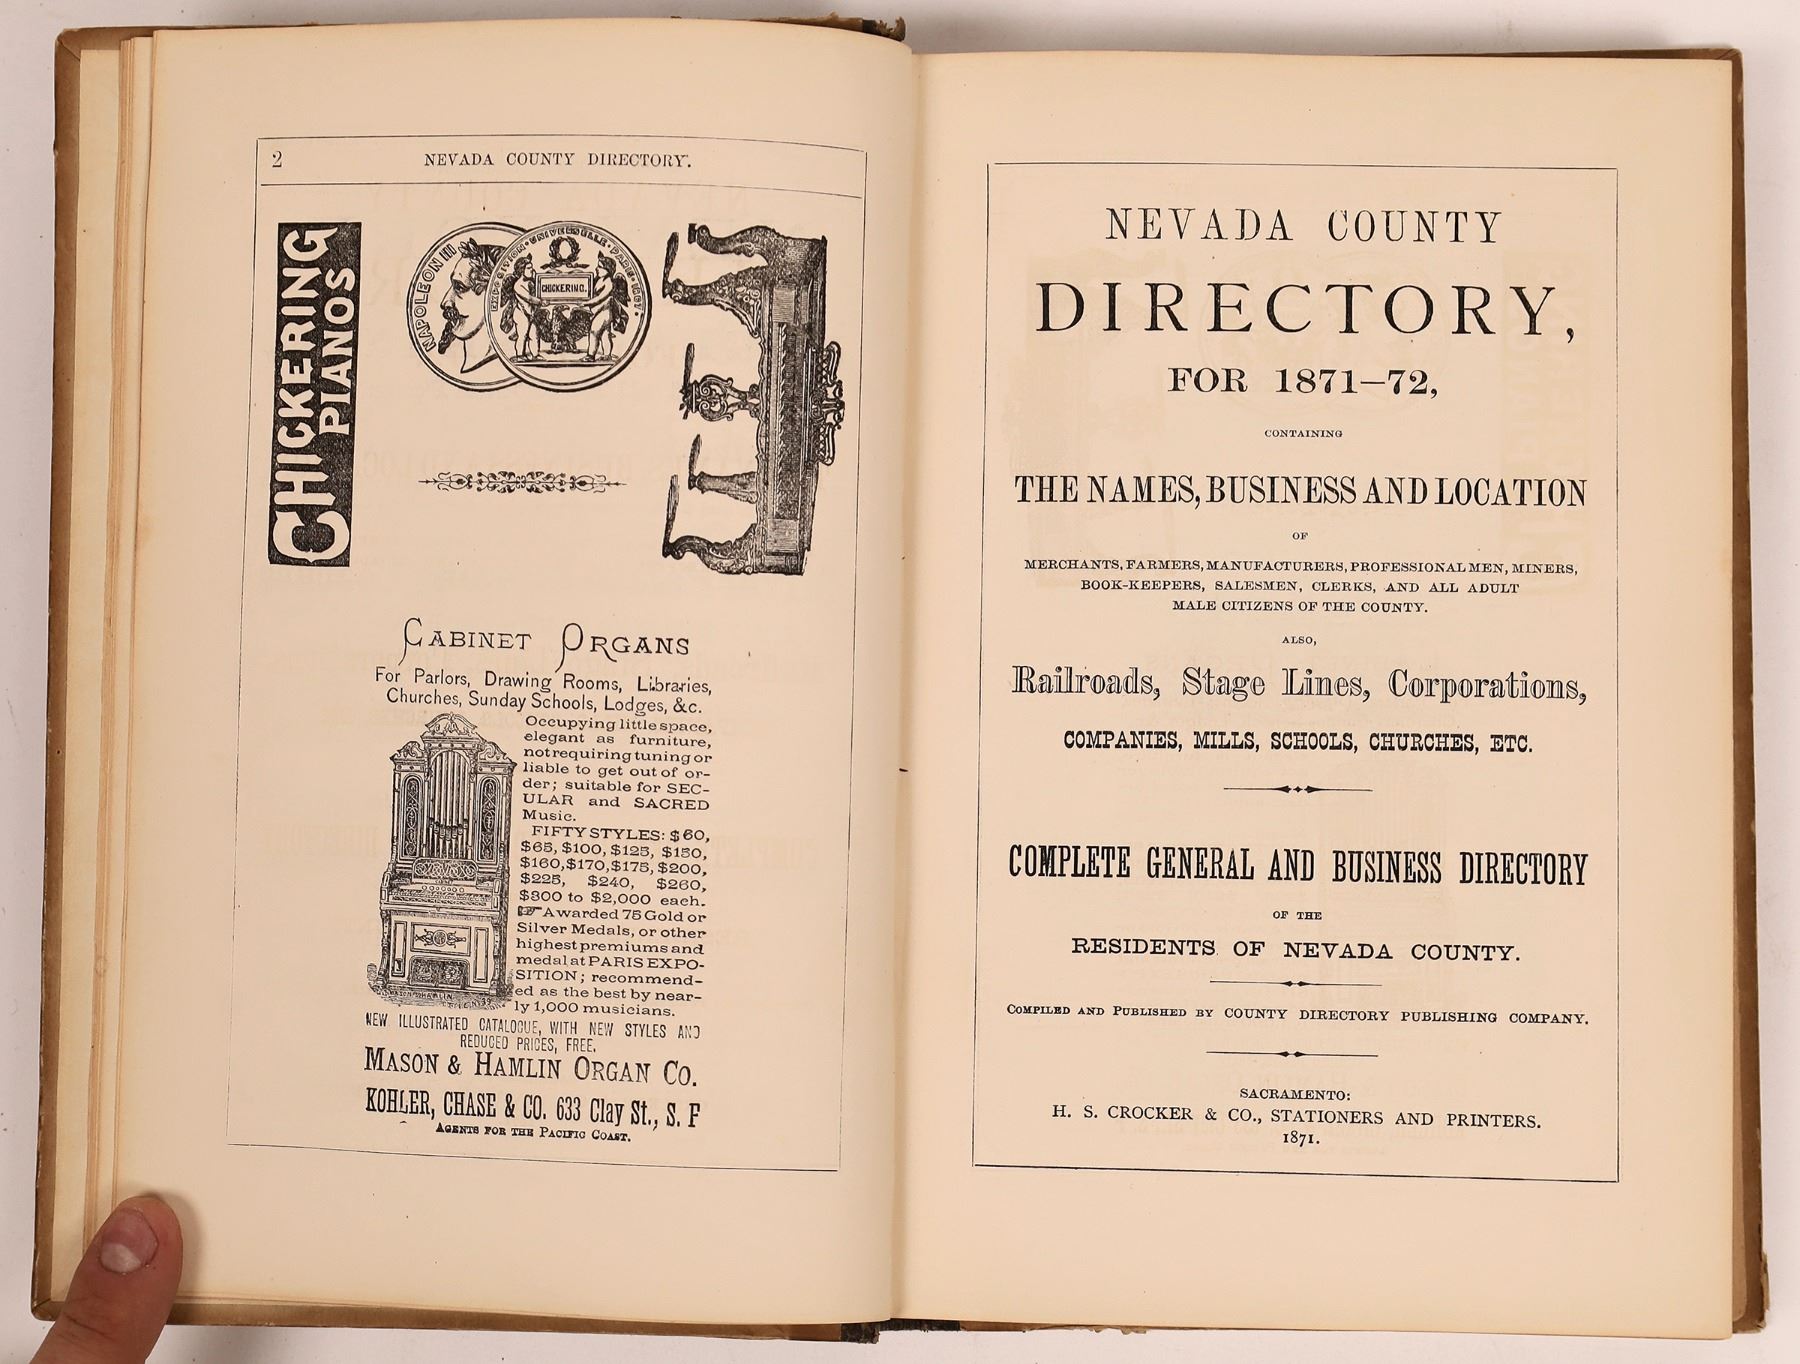 2
NEVADA COUNTY DIRECTORY.
CHICKERING
PIANOS
NAPOLEON III
EXPOSITION UNIVERSELLE PARIS 1867.
CHICKERING.
CABINET ORGANS
For Parlors, Drawing Rooms, Libraries,
Churches, Sunday Schools, Lodges, &c.
Occupying little space,
elegant as furniture,
not requiring tuning or
liable to get out of or-
der; suitable for SEC-
ULAR and SACRED
Music.
FIFTY STYLES: $60,
$65, $100, $125, $150,
$160, $170, $175, $200,
$225, $240, $260,
$300 to $2,000 each.
☞Awarded 75 Gold or
Silver Medals, or other
highest premiums and
medal at PARIS EXPO-
SITION; recommend-
ed as the best by near-
ly 1,000 musicians.
NEW ILLUSTRATED CATALOGUE, WITH NEW STYLES AND
REDUCED PRICES, FREE.
MASON & HAMLIN ORGAN CO.
KOHLER, CHASE & CO. 633 Clay St., S. F
AGENTS FOR THE PACIFIC COAST.
NEVADA COUNTY
DIRECTORY,
FOR 1871–72,
CONTAINING
THE NAMES, BUSINESS AND LOCATION
OF
MERCHANTS, FARMERS, MANUFACTURERS, PROFESSIONAL MEN, MINERS,
BOOK-KEEPERS, SALESMEN, CLERKS, AND ALL ADULT
MALE CITIZENS OF THE COUNTY.
ALSO,
Railroads, Stage Lines, Corporations,
COMPANIES, MILLS, SCHOOLS, CHURCHES, ETC.
COMPLETE GENERAL AND BUSINESS DIRECTORY
OF THE
RESIDENTS OF NEVADA COUNTY.
COMPILED AND PUBLISHED BY COUNTY DIRECTORY PUBLISHING COMPANY.
SACRAMENTO:
H. S. CROCKER & CO., STATIONERS AND PRINTERS.
1871.